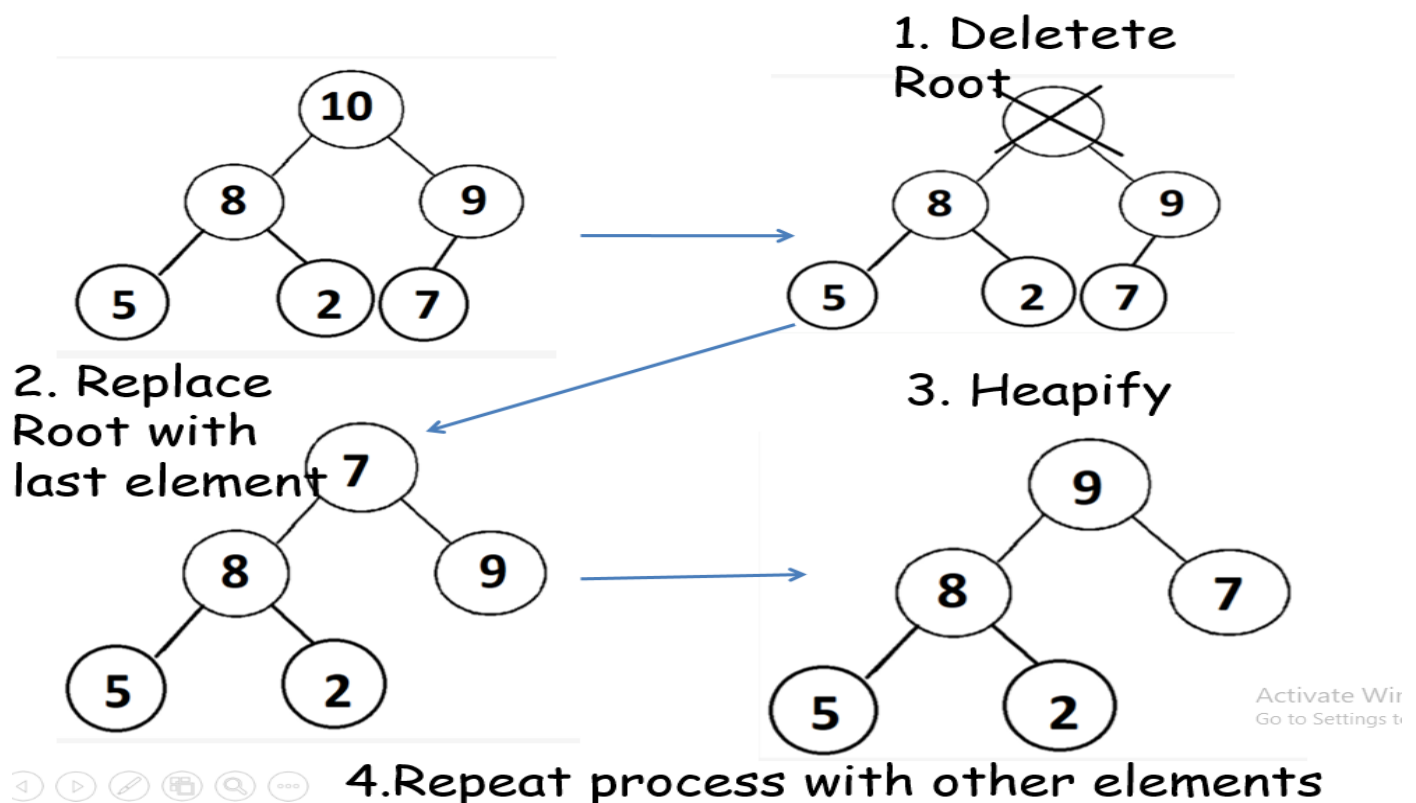 1. Deletete
Root
10
8
9
5
2
7
8
9
5
2
7
2. Replace
Root with
last element
7
8
9
5
2
3. Heapify
9
8
7
5
2
Activate Wir
Go to Settings t
4.Repeat process with other elements